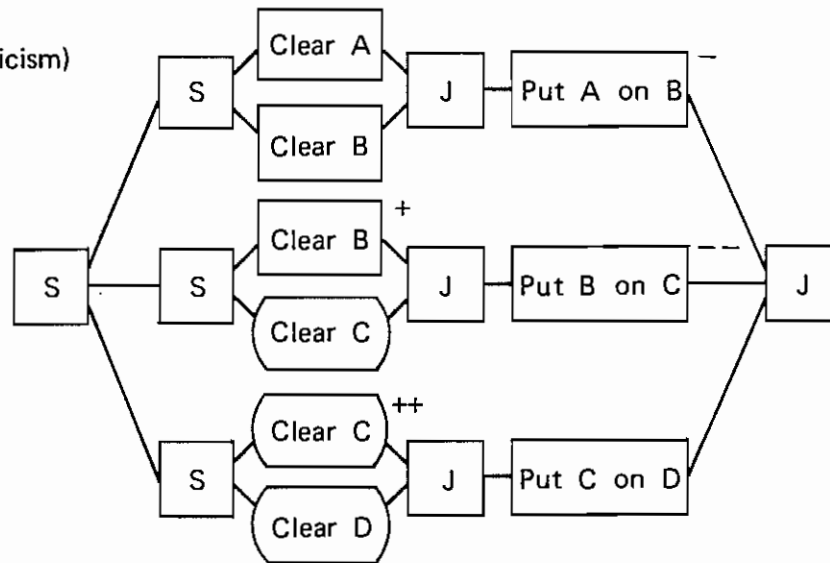 icism)
S
S
Clear A
Clear B
J
Put A on B
–
S
Clear B
+
Clear C
J
Put B on C
– –
J
S
Clear C
++
Clear D
J
Put C on D